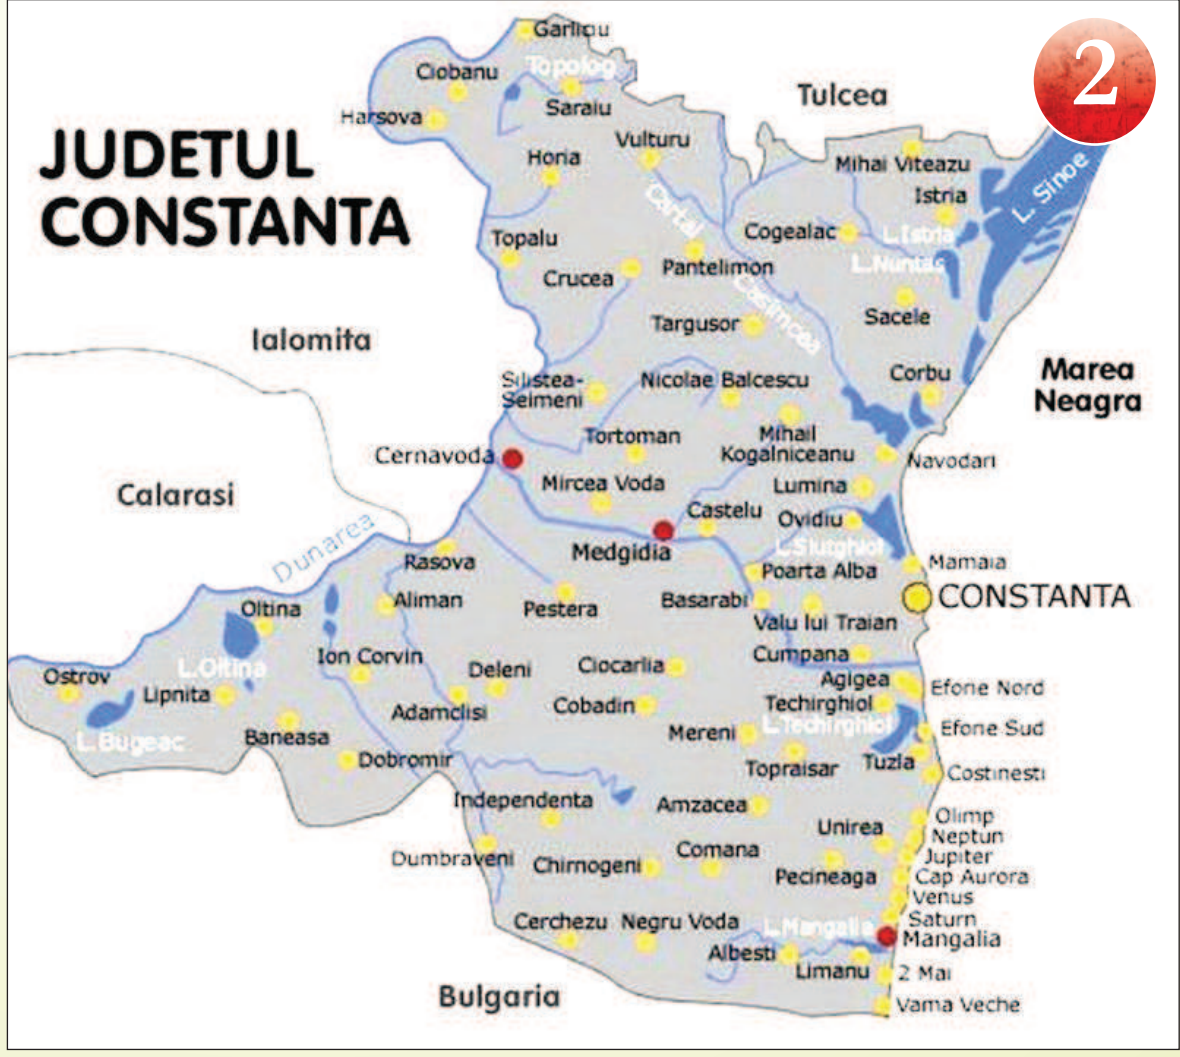 2
JUDETUL
CONSTANTA
Garliciu
Ciobanu
Topolog
Harsova
Saraiu
Tulcea
Vulturu
Horia
Mihai Viteazu
Istria
L. Sinoe
Cartal
Topalu
Cogealac
L.Istria
Crucea
Pantelimon
L.Nuntas
Casimcea
Sacele
Targusor
Ialomita
Silistea-
Seimeni
Nicolae Balcescu
Corbu
Marea
Neagra
Cernavoda
Tortoman
Mihail
Kogalniceanu
Navodari
Calarasi
Mircea Voda
Lumina
Castelu
Ovidiu
Dunarea
Medgidia
L.Siutghiol
Rasova
Poarta Alba
Mamaia
Oltina
Aliman
Pestera
Basarabi
CONSTANTA
Valu lui Traian
Ion Corvin
L.Oltina
Deleni
Ciocarlia
Cumpana
Ostrov
Lipnita
Agigea
Eforie Nord
Adamclisi
Cobadin
Techirghiol
L.Techirghiol
L.Bugeac
Baneasa
Mereni
Eforie Sud
Dobromir
Topraisar
Tuzla
Costinesti
Independenta
Amzacea
Olimp
Unirea
Neptun
Dumbraveni
Chirnogeni
Comana
Jupiter
Pecineaga
Cap Aurora
Venus
Cerchezu
Negru Voda
L.Mangalia
Saturn
Mangalia
Albesti
Limanu
2 Mai
Bulgaria
Vama Veche